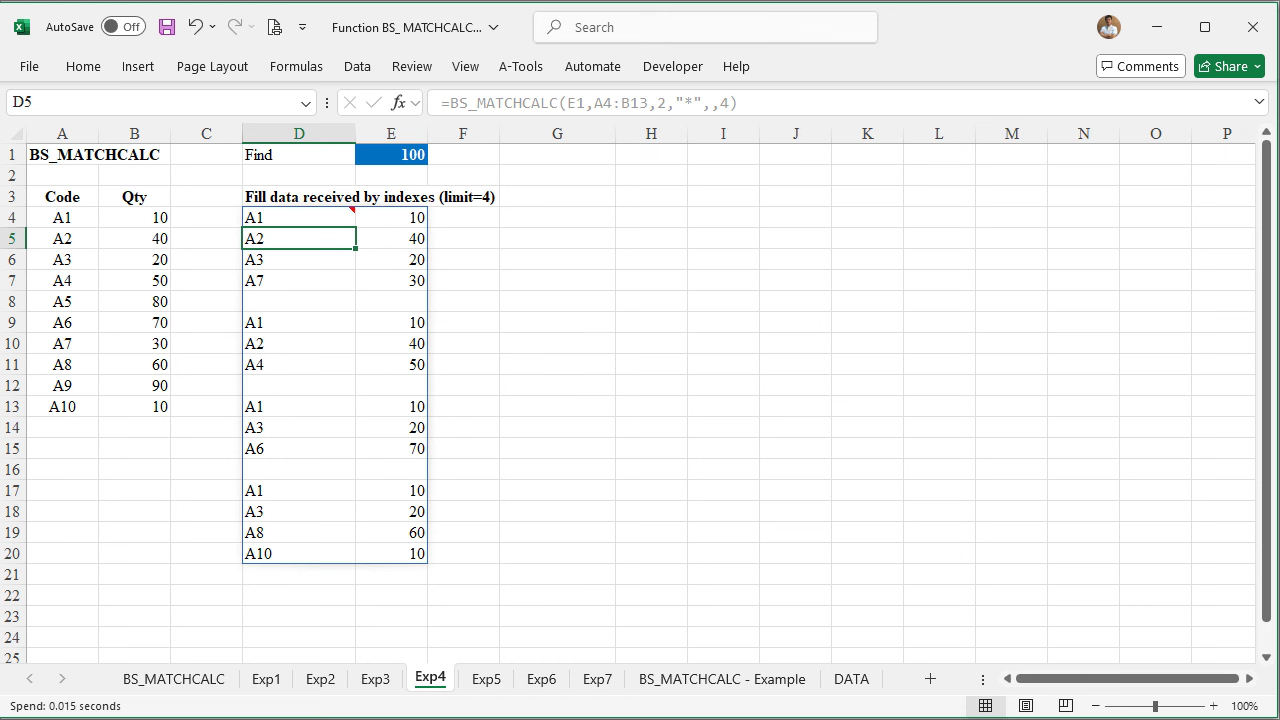 AutoSave Off Function BS_ MATCHCALC... Search
File Home Insert Page Layout Formulas Data Review View A-Tools Automate Developer Help Comments Share
D5 fx =BS_MATCHCALC(E1,A4:B13,2,"*",,4)
A B C D E F G H I J K L M N O P
1 BS_MATCHCALC Find 100
2
3 Code Qty Fill data received by indexes (limit=4)
4 A1 10 A1 10
5 A2 40 A2 40
6 A3 20 A3 20
7 A4 50 A7 30
8 A5 80
9 A6 70 A1 10
10 A7 30 A2 40
11 A8 60 A4 50
12 A9 90
13 A10 10 A1 10
14 A3 20
15 A6 70
16
17 A1 10
18 A3 20
19 A8 60
20 A10 10
21
22
23
24
25
BS_MATCHCALC Exp1 Exp2 Exp3 Exp4 Exp5 Exp6 Exp7 BS_MATCHCALC - Example DATA
Spend: 0.015 seconds 100%